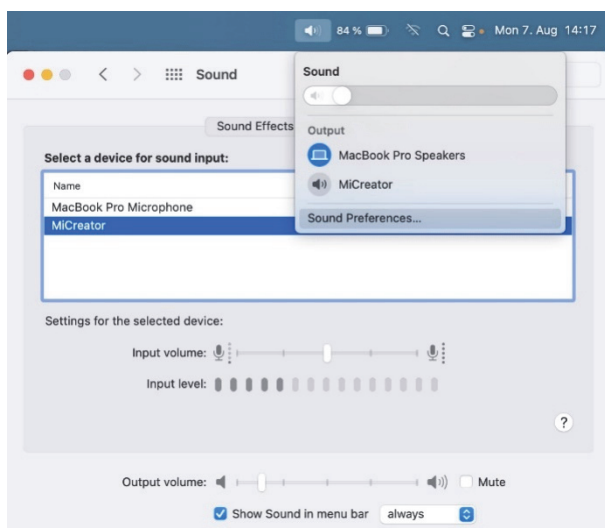 84 % Mon 7. Aug 14:17
Sound
Sound
Sound Effects
Output
MacBook Pro Speakers
MiCreator
Sound Preferences...
Select a device for sound input:
Name
MacBook Pro Microphone
MiCreator
Settings for the selected device:
Input volume:
Input level:
?
Output volume: Mute
Show Sound in menu bar always